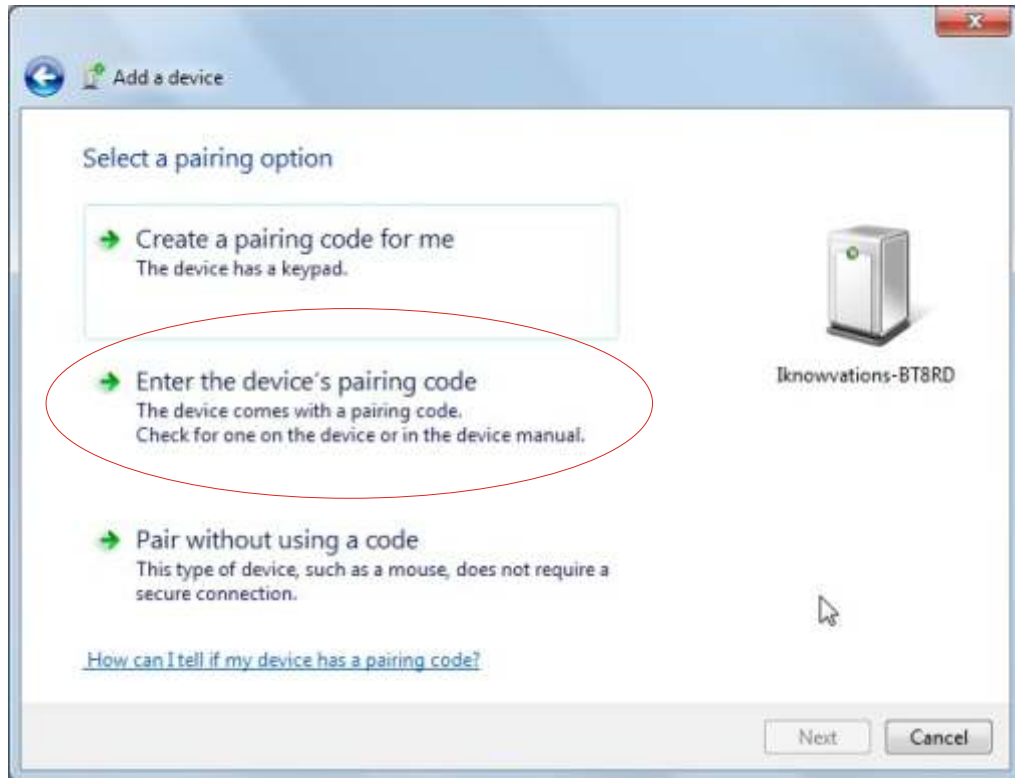 Add a device
Select a pairing option
Create a pairing code for me
The device has a keypad.
Enter the device's pairing code
The device comes with a pairing code.
Check for one on the device or in the device manual.
Iknowvations-BT8RD
Pair without using a code
This type of device, such as a mouse, does not require a
secure connection.
How can I tell if my device has a pairing code?
Next
Cancel